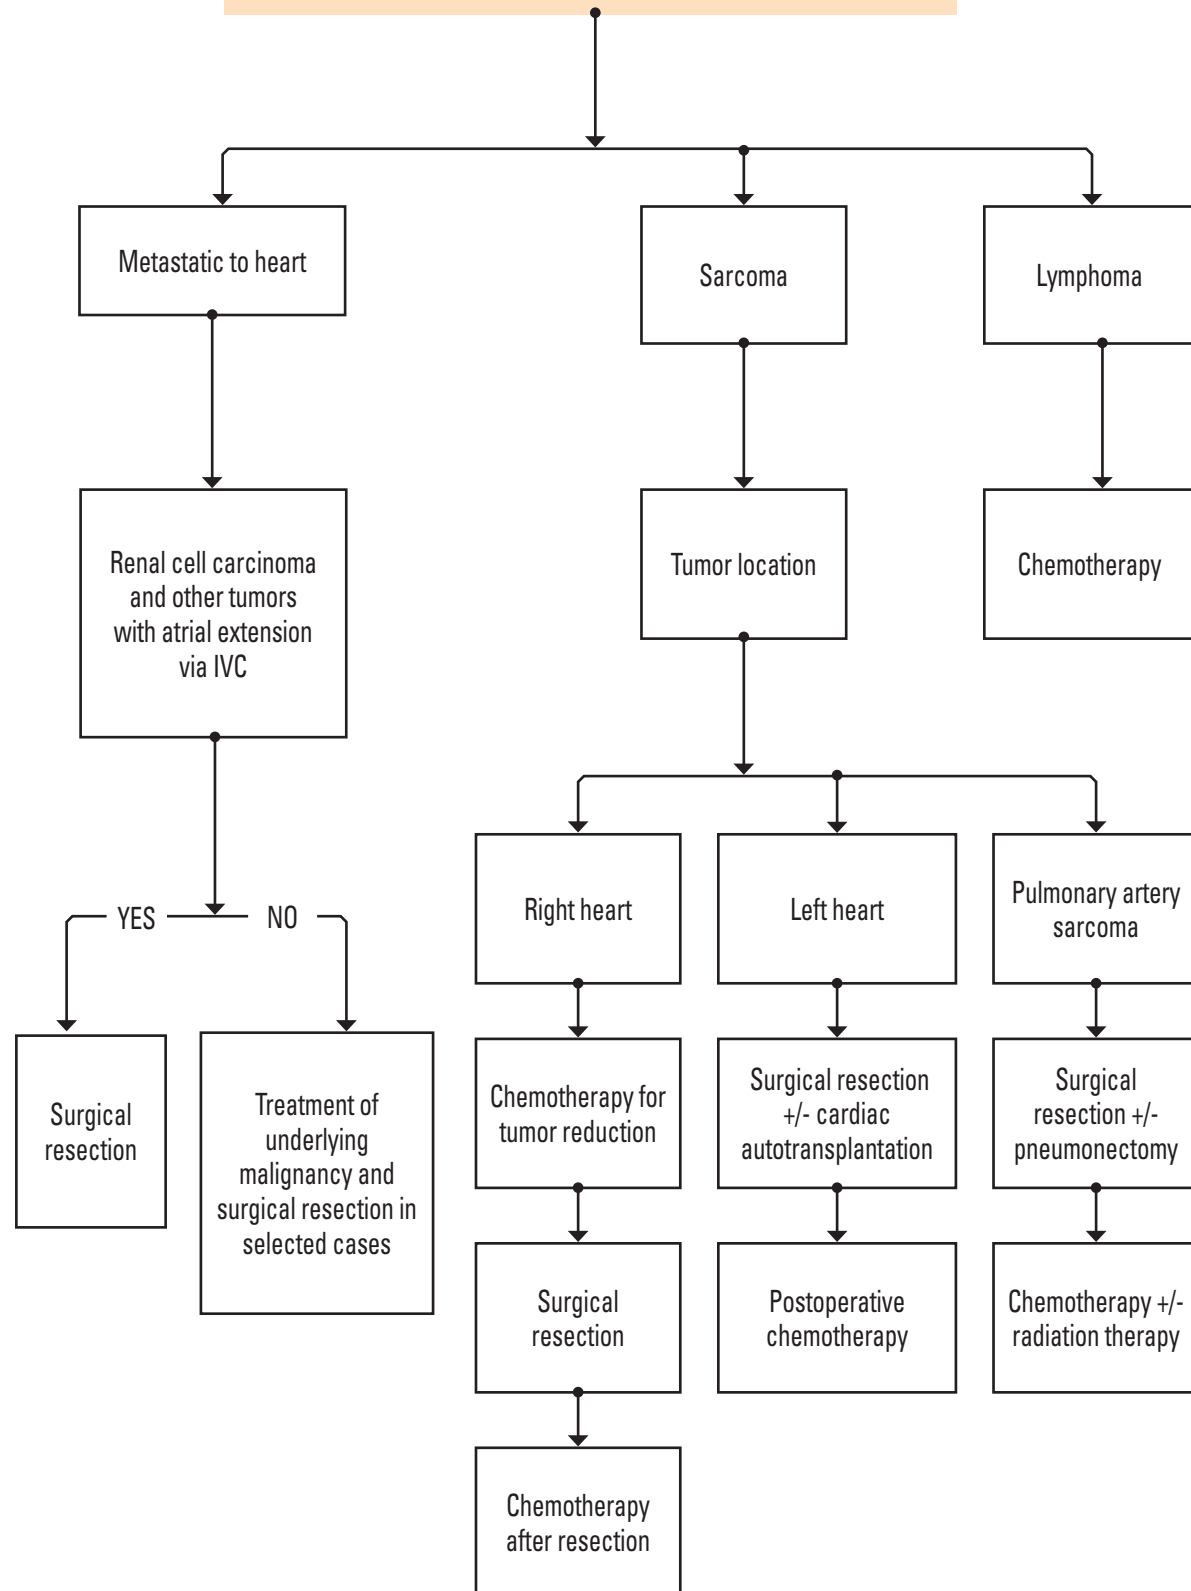 Metastatic to heart
Sarcoma
Lymphoma
Renal cell carcinoma
and other tumors
with atrial extension
via IVC
Tumor location
Chemotherapy
YES
NO
Right heart
Left heart
Pulmonary artery
sarcoma
Surgical
resection
Treatment of
underlying
malignancy and
surgical resection in
selected cases
Chemotherapy for
tumor reduction
Surgical resection
+/- cardiac
autotransplantation
Surgical
resection +/-
pneumonectomy
Surgical
resection
Postoperative
chemotherapy
Chemotherapy +/-
radiation therapy
Chemotherapy
after resection